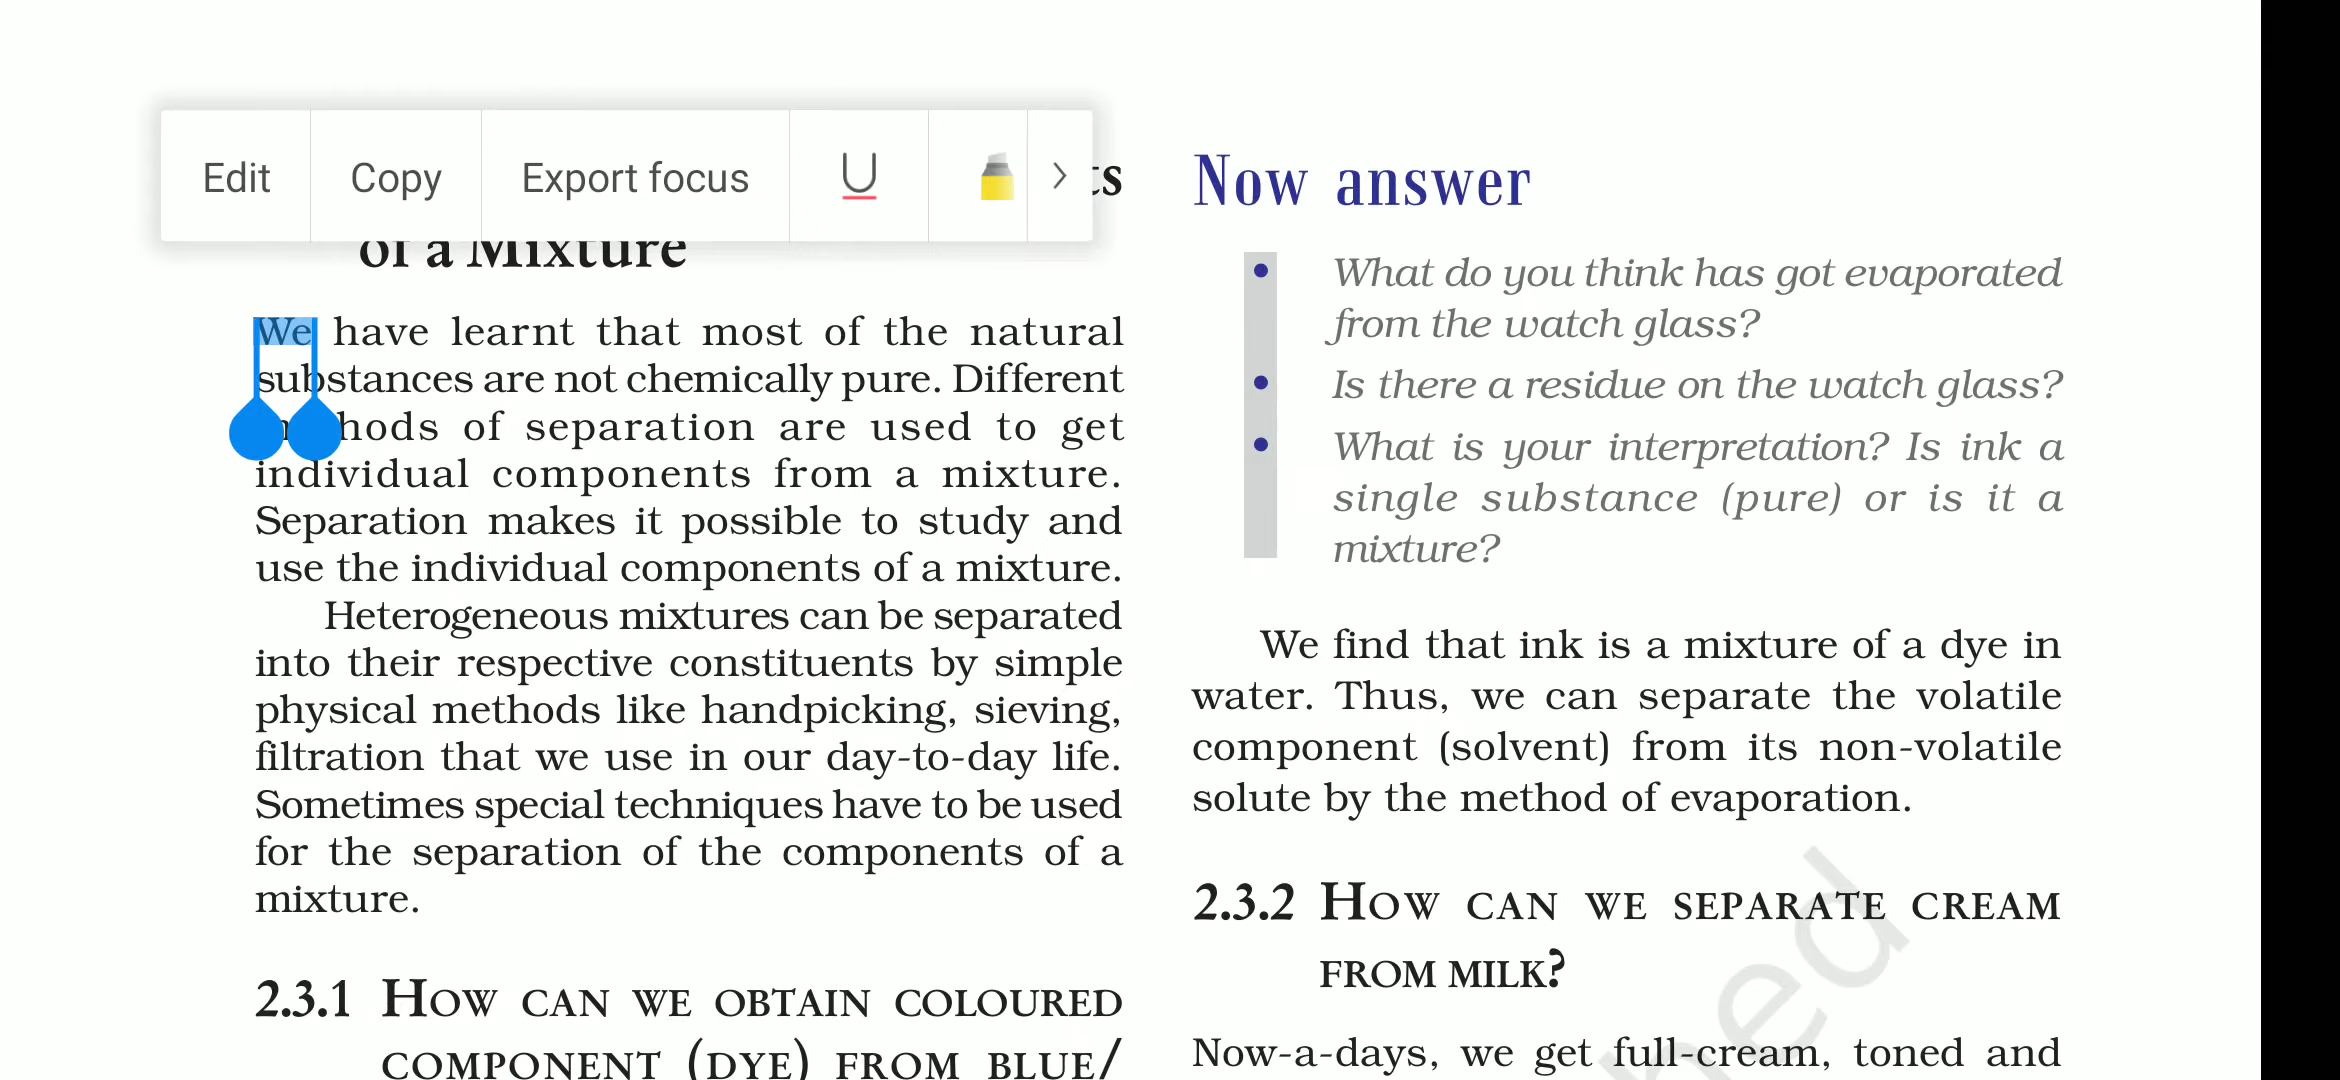 Edit Copy Export focus U
ts
of a Mixture
We have learnt that most of the natural
substances are not chemically pure. Different
hods of separation are used to get
individual components from a mixture.
Separation makes it possible to study and
use the individual components of a mixture.
Heterogeneous mixtures can be separated
into their respective constituents by simple
physical methods like handpicking, sieving,
filtration that we use in our day-to-day life.
Sometimes special techniques have to be used
for the separation of the components of a
mixture.
2.3.1 HOW CAN WE OBTAIN COLOURED
COMPONENT (DYE) FROM BLUE/
Now answer
• What do you think has got evaporated
from the watch glass?
• Is there a residue on the watch glass?
• What is your interpretation? Is ink a
single substance (pure) or is it a
mixture?
We find that ink is a mixture of a dye in
water. Thus, we can separate the volatile
component (solvent) from its non-volatile
solute by the method of evaporation.
2.3.2 HOW CAN WE SEPARATE CREAM
FROM MILK?
Now-a-days, we get full-cream, toned and
hed